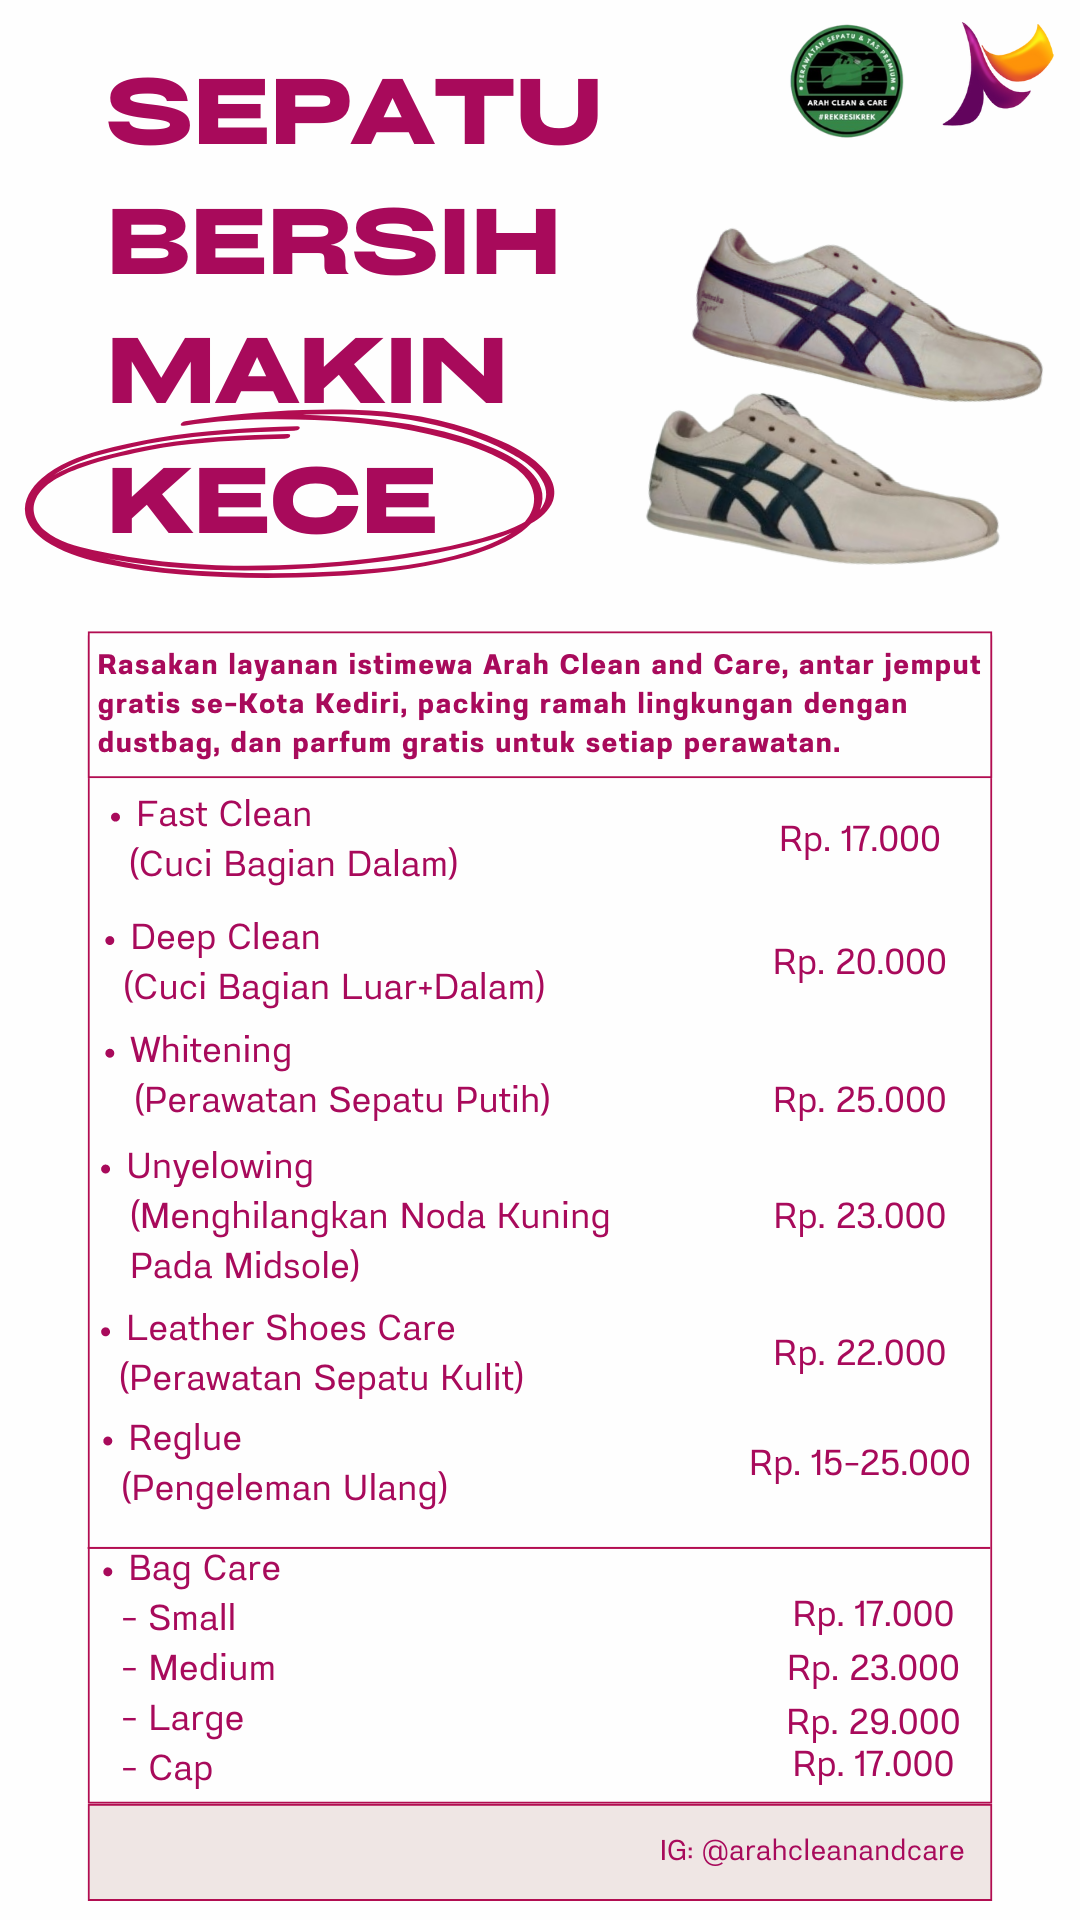 SEPATU
BERSIH
MAKIN
KECE
PERAWATAN SEPATU & TAS PREMIUM
ARAH CLEAN & CARE
#REKRESIKREK
Rasakan layanan istimewa Arah Clean and Care, antar jemput
gratis se-Kota Kediri, packing ramah lingkungan dengan
dustbag, dan parfum gratis untuk setiap perawatan.
• Fast Clean
(Cuci Bagian Dalam) Rp. 17.000
• Deep Clean
(Cuci Bagian Luar+Dalam) Rp. 20.000
• Whitening
(Perawatan Sepatu Putih) Rp. 25.000
• Unyelowing
(Menghilangkan Noda Kuning Rp. 23.000
Pada Midsole)
• Leather Shoes Care
(Perawatan Sepatu Kulit) Rp. 22.000
• Reglue
(Pengeleman Ulang) Rp. 15-25.000
• Bag Care
- Small Rp. 17.000
- Medium Rp. 23.000
- Large Rp. 29.000
- Cap Rp. 17.000
IG: @arahcleanandcare